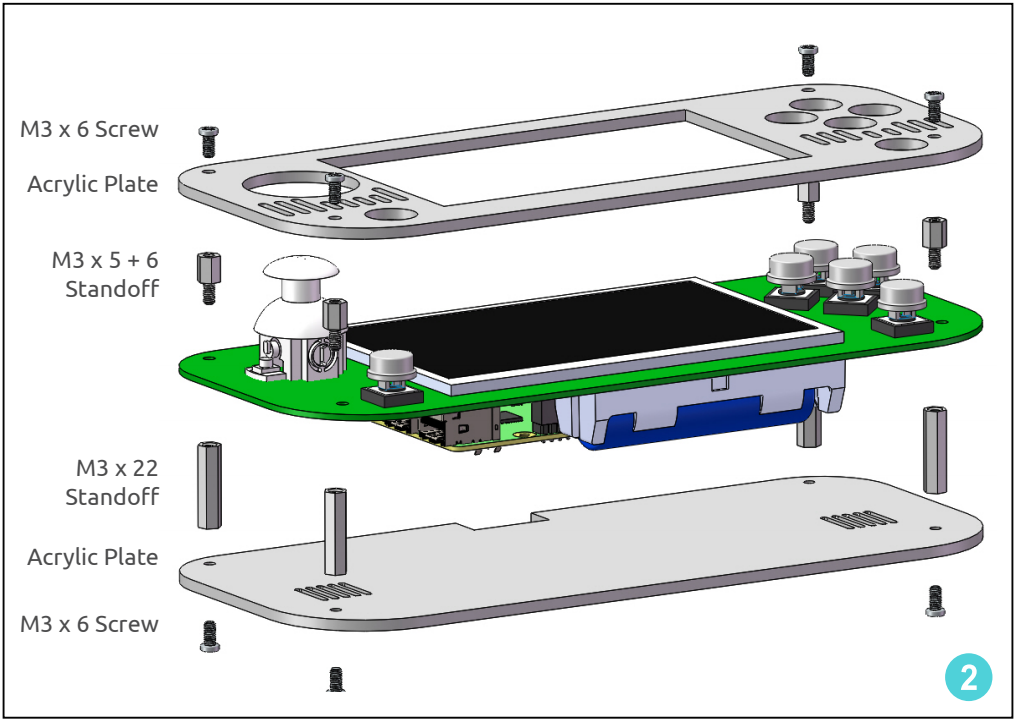 M3 x 6 Screw
Acrylic Plate
M3 x 5 + 6
Standoff
M3 x 22
Standoff
Acrylic Plate
M3 x 6 Screw
2